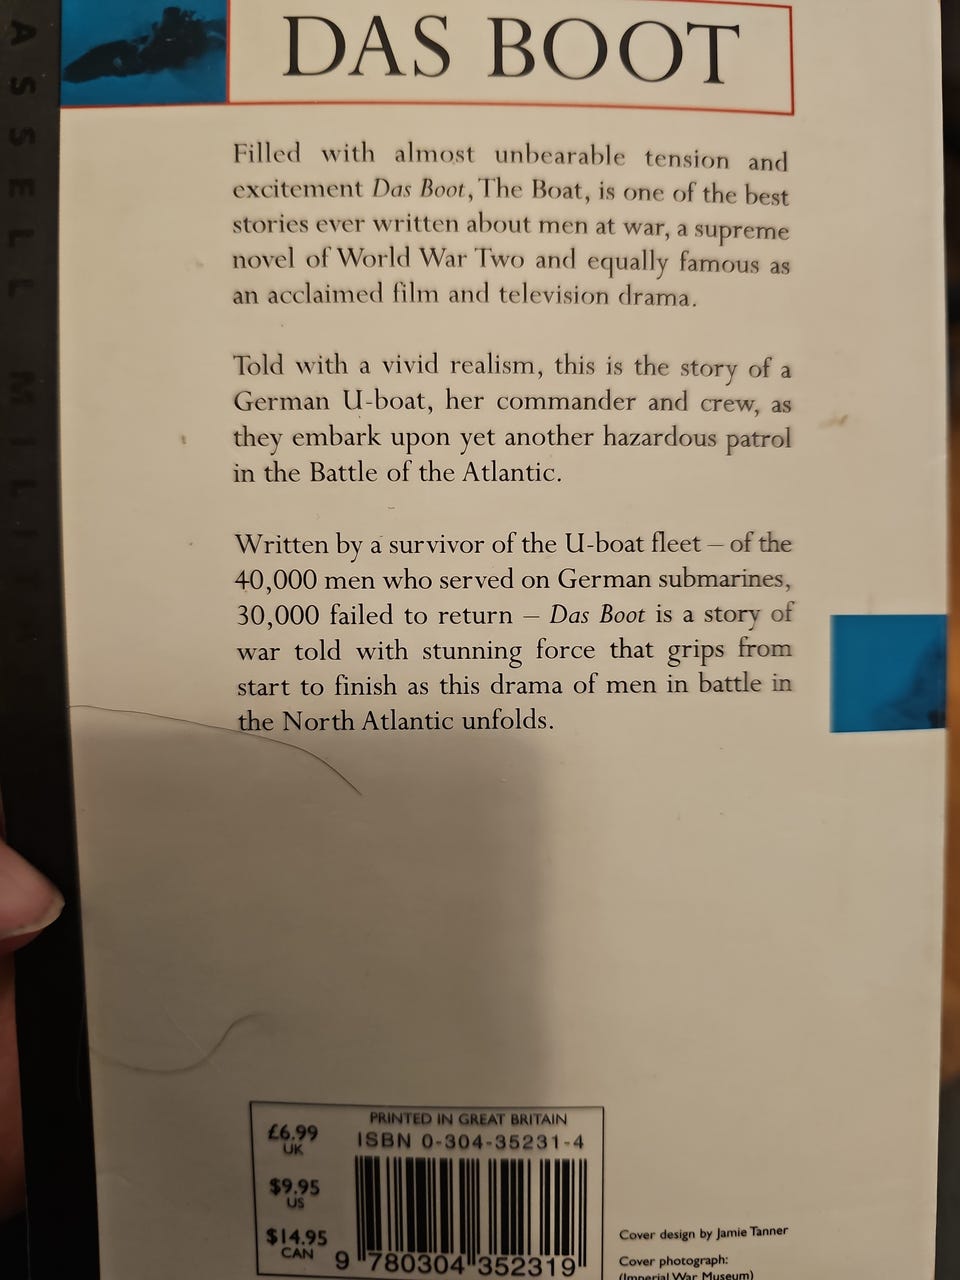 ASSELL MILIT
DAS BOOT
Filled with almost unbearable tension and
excitement Das Boot, The Boat, is one of the best
stories ever written about men at war, a supreme
novel of World War Two and equally famous as
an acclaimed film and television drama.
Told with a vivid realism, this is the story of a
German U-boat, her commander and crew, as
they embark upon yet another hazardous patrol
in the Battle of the Atlantic.
Written by a survivor of the U-boat fleet – of the
40,000 men who served on German submarines,
30,000 failed to return – Das Boot is a story of
war told with stunning force that grips from
start to finish as this drama of men in battle in
the North Atlantic unfolds.
PRINTED IN GREAT BRITAIN
ISBN 0-304-35231-4
£6.99
UK
$9.95
US
$14.95
CAN
9 780304 352319
Cover design by Jamie Tanner
Cover photograph:
(Imperial War Museum)